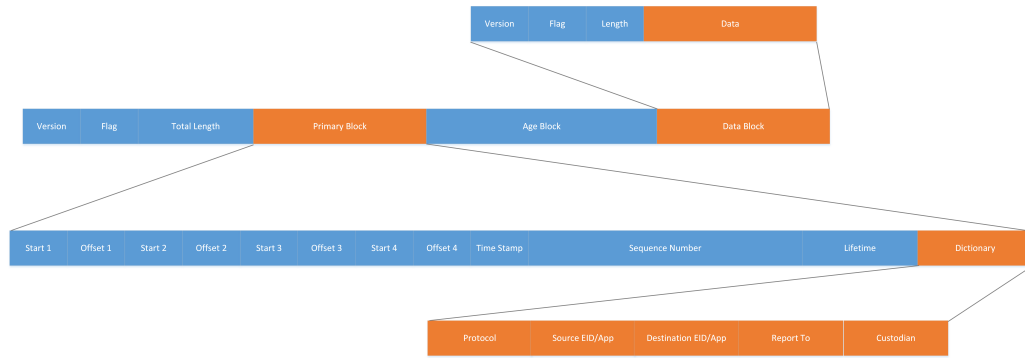 Version Flag Length Data
Version Flag Total Length Primary Block Age Block Data Block
Start 1 Offset 1 Start 2 Offset 2 Start 3 Offset 3 Start 4 Offset 4 Time Stamp Sequence Number Lifetime Dictionary
Protocol Source EID/App Destination EID/App Report To Custodian